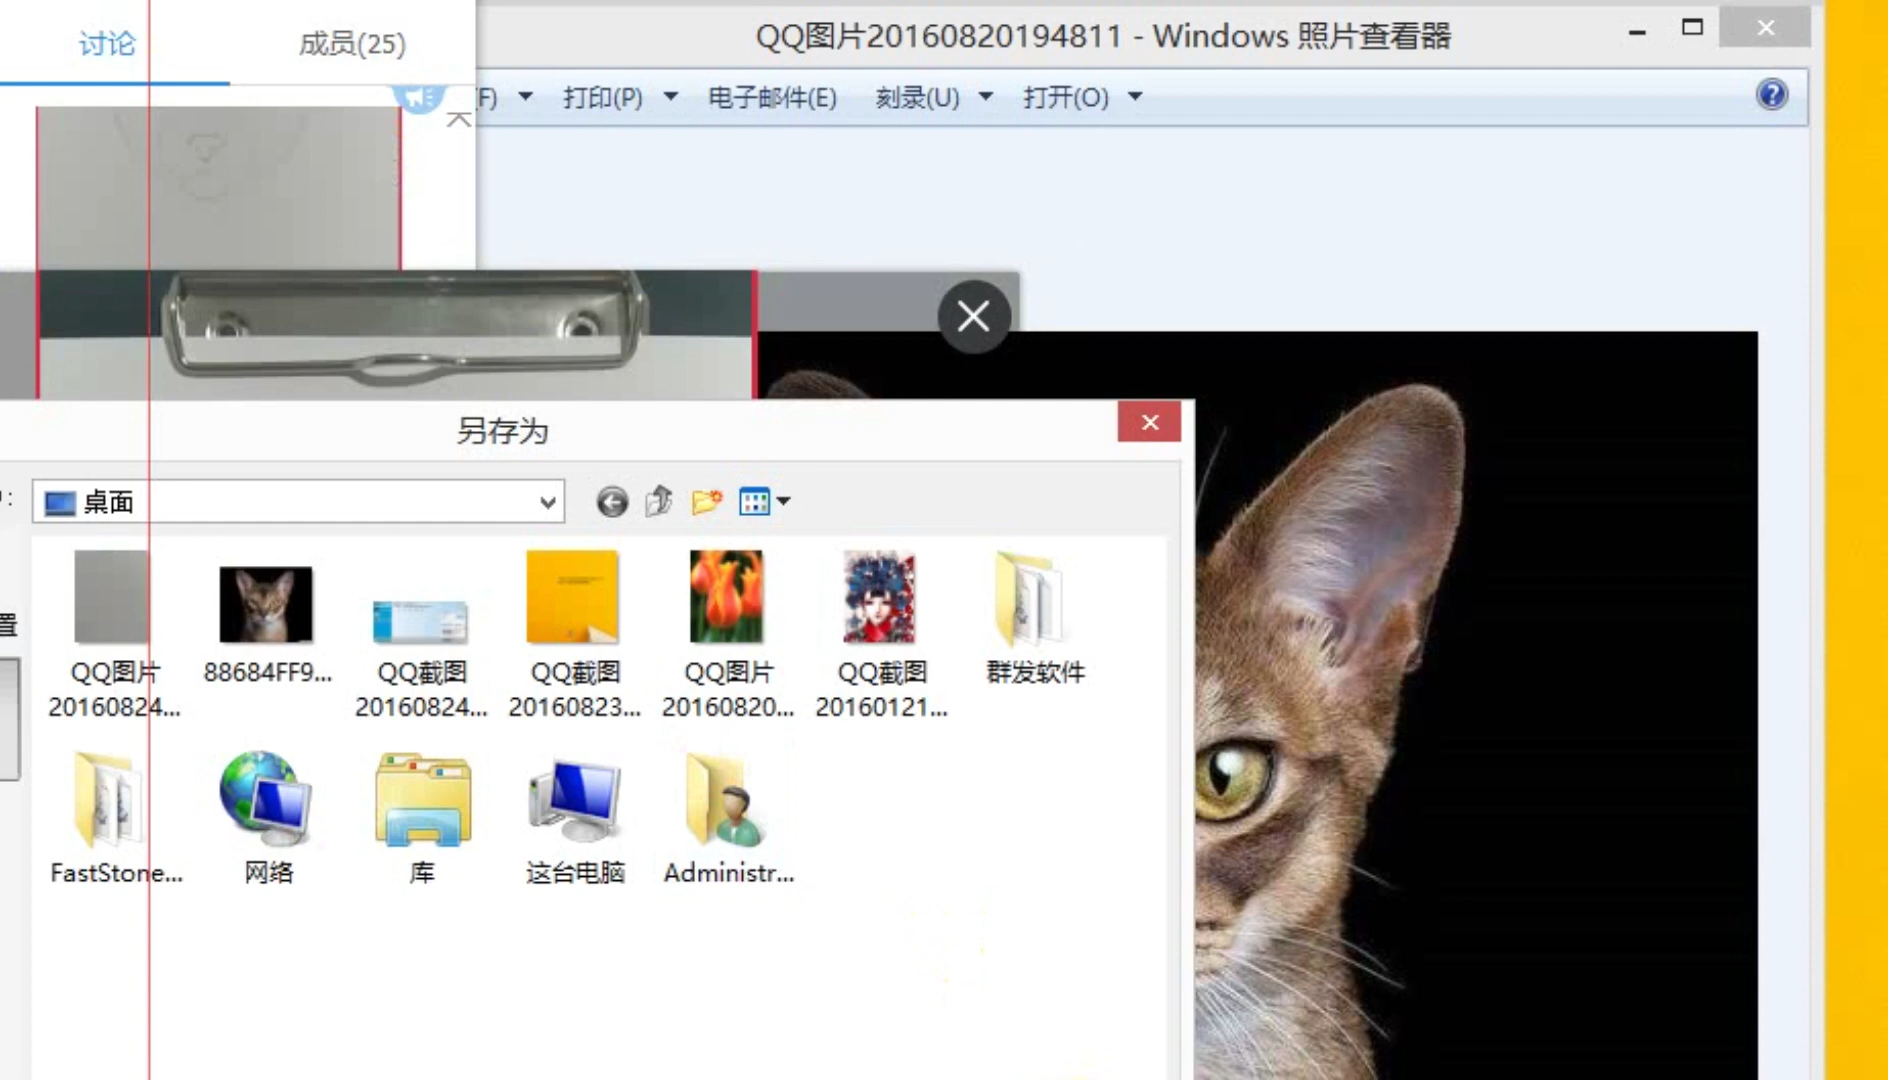 讨论
成员(25)
QQ图片20160820194811 - Windows 照片查看器
(F)
打印(P)
电子邮件(E)
刻录(U)
打开(O)
另存为
桌面
置
QQ图片
20160824...
88684FF9...
QQ截图
20160824...
QQ截图
20160823...
QQ图片
20160820...
QQ截图
20160121...
群发软件
FastStone...
网络
库
这台电脑
Administr...